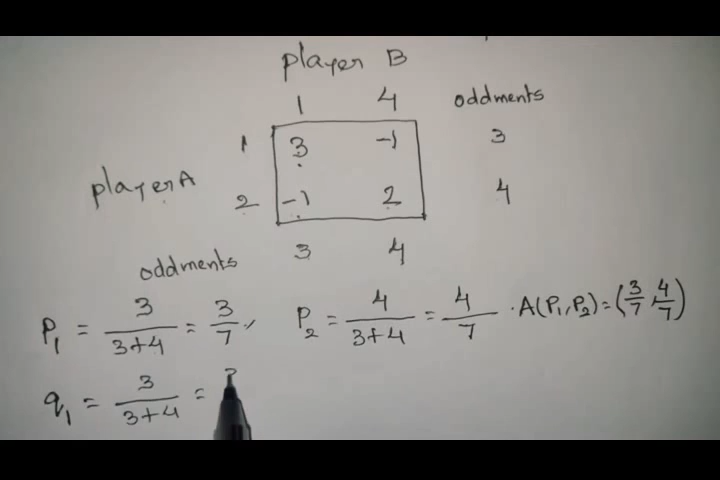 player B
1 4 oddments
1 3 -1 3
player A
2 -1 2 4
oddments 3 4
P₁ = 3/(3+4) = 3/7, P₂ = 4/(3+4) = 4/7 . A(P₁, P₂) = (3/7, 4/7)
q₁ = 3/(3+4) =